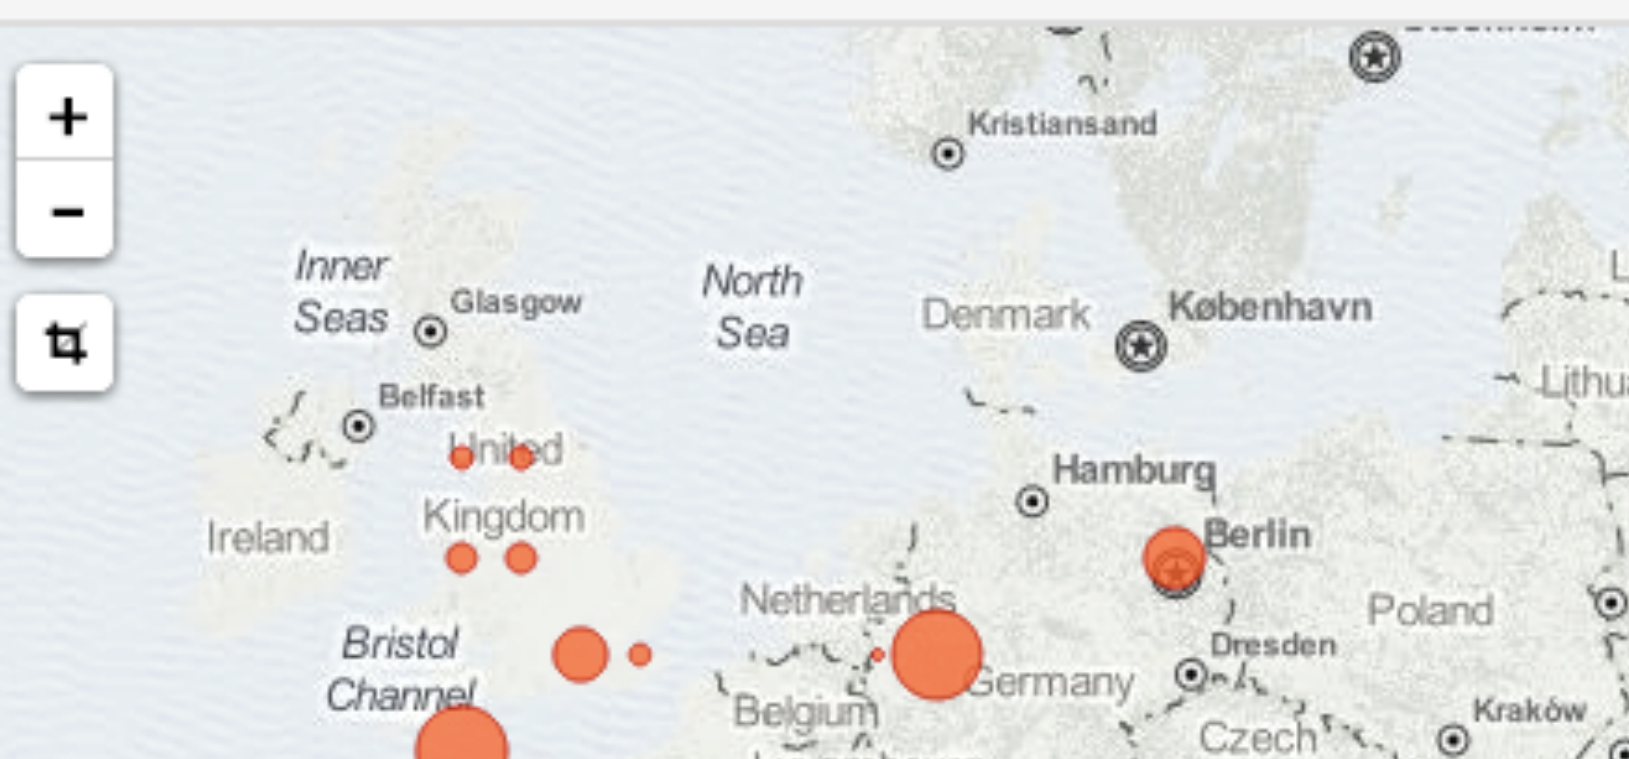 +
-
Kristiansand
Inner
Seas
Glasgow
North
Sea
Denmark
København
Belfast
United
Kingdom
Ireland
Hamburg
Berlin
Netherlands
Poland
Bristol
Channel
Dresden
Germany
Belgium
Kraków
Czech